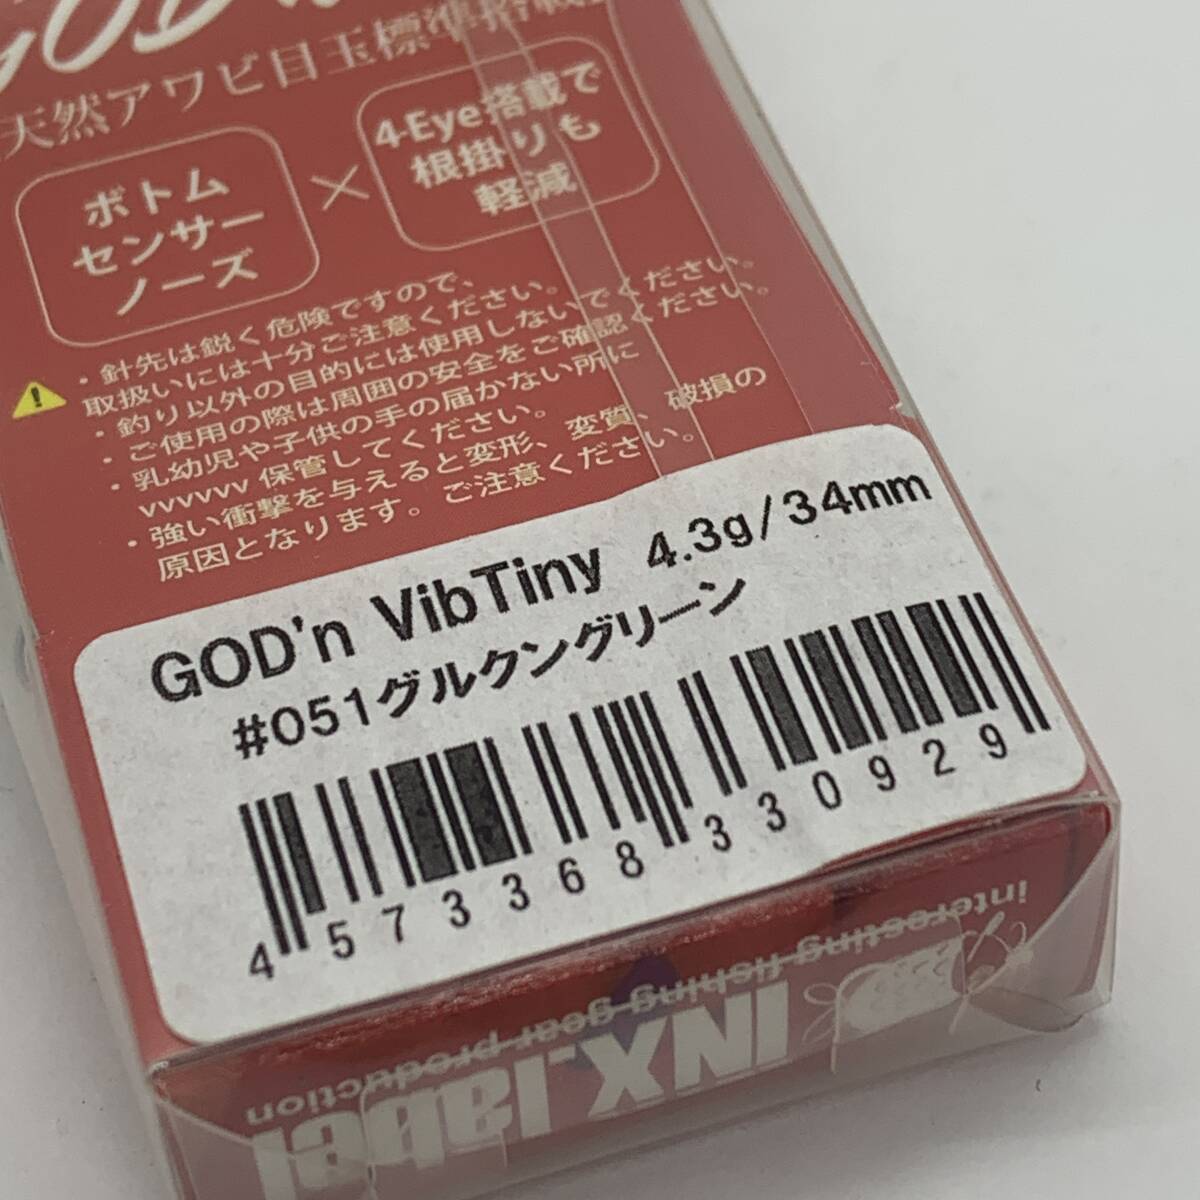 天然アワビ目玉標準搭載
ボトム
センサー
ノーズ
×
4-Eye搭載で
根掛りも
軽減
・針先は鋭く危険ですので、
取扱いには十分ご注意ください。
・釣り以外の目的には使用しないでください。
・ご使用の際は周囲の安全をご確認ください。
・乳幼児や子供の手の届かない所に
vvvvvv 保管してください。
・強い衝撃を与えると変形、変質、破損の
原因となります。ご注意ください。
GOD'n VibTiny 4.3g/34mm
#051グルクングリーン
4573368330929
INX.label
interesting fishing gear production